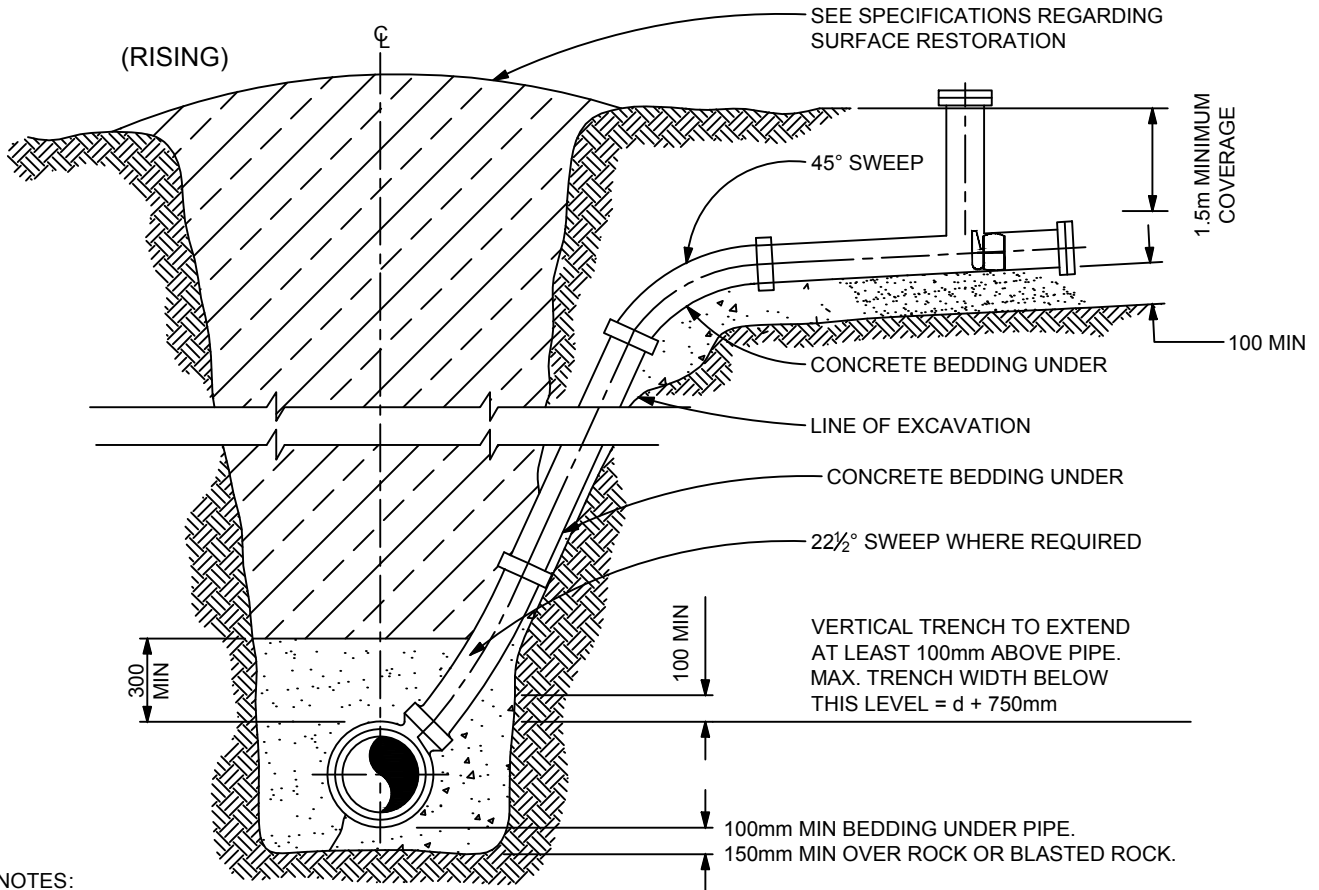 (RISING)
℄
SEE SPECIFICATIONS REGARDING
SURFACE RESTORATION
1.5m MINIMUM
COVERAGE
45° SWEEP
100 MIN
CONCRETE BEDDING UNDER
LINE OF EXCAVATION
CONCRETE BEDDING UNDER
22½° SWEEP WHERE REQUIRED
300
MIN
100 MIN
VERTICAL TRENCH TO EXTEND
AT LEAST 100mm ABOVE PIPE.
MAX. TRENCH WIDTH BELOW
THIS LEVEL = d + 750mm
100mm MIN BEDDING UNDER PIPE.
150mm MIN OVER ROCK OR BLASTED ROCK.
NOTES: